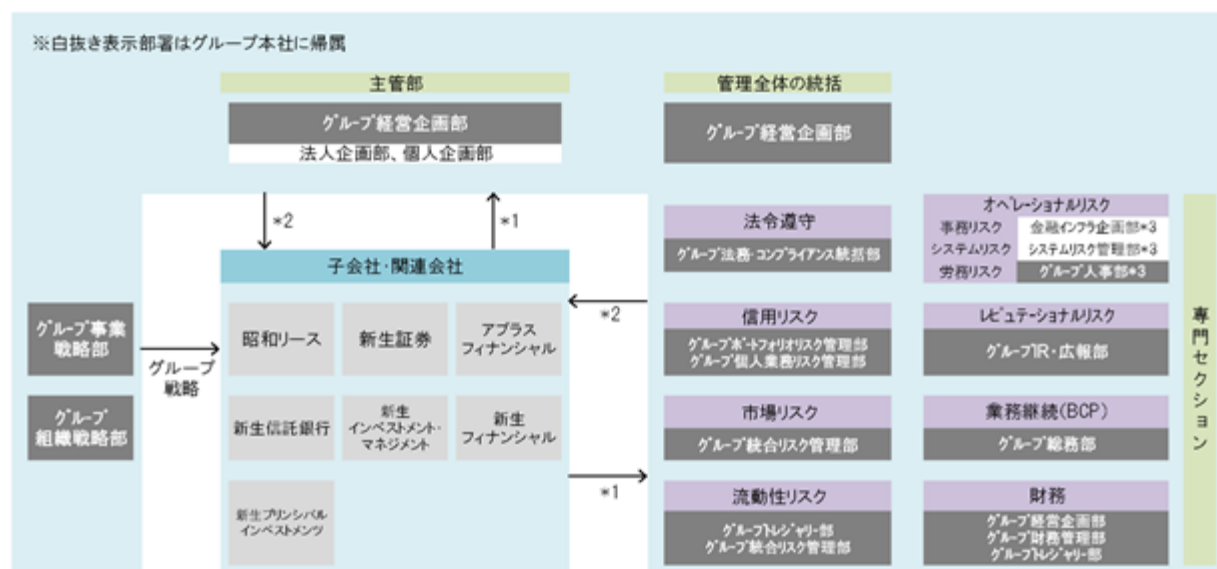 ※白抜き表示部署はグループ本社に帰属
主管部
グループ経営企画部
法人企画部、個人企画部
管理全体の統括
グループ経営企画部
*2
*1
子会社・関連会社
昭和リース
新生証券
アプラス
フィナンシャル
新生信託銀行
新生
インベストメント・
マネジメント
新生
フィナンシャル
新生プリンシパル
インベストメンツ
グループ事業
戦略部
グループ
組織戦略部
グループ
戦略
*2
*1
法令遵守
グループ法務・コンプライアンス統括部
信用リスク
グループポートフォリオリスク管理部
グループ個人業務リスク管理部
市場リスク
グループ統合リスク管理部
流動性リスク
グループトレジャリー部
グループ統合リスク管理部
オペレーショナルリスク
事務リスク 金融インフラ企画部*3
システムリスク システムリスク管理部*3
労務リスク グループ人事部*3
レピュテーショナルリスク
グループIR・広報部
業務継続(BCP)
グループ総務部
財務
グループ経営企画部
グループ財務管理部
グループトレジャリー部
専門セクション